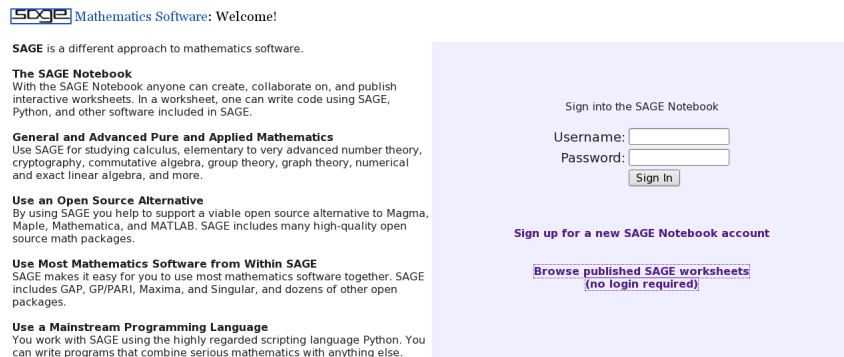 sage Mathematics Software: Welcome!
SAGE is a different approach to mathematics software.
The SAGE Notebook
With the SAGE Notebook anyone can create, collaborate on, and publish
interactive worksheets. In a worksheet, one can write code using SAGE,
Python, and other software included in SAGE.
General and Advanced Pure and Applied Mathematics
Use SAGE for studying calculus, elementary to very advanced number theory,
cryptography, commutative algebra, group theory, graph theory, numerical
and exact linear algebra, and more.
Use an Open Source Alternative
By using SAGE you help to support a viable open source alternative to Magma,
Maple, Mathematica, and MATLAB. SAGE includes many high-quality open
source math packages.
Use Most Mathematics Software from Within SAGE
SAGE makes it easy for you to use most mathematics software together. SAGE
includes GAP, GP/PARI, Maxima, and Singular, and dozens of other open
packages.
Use a Mainstream Programming Language
You work with SAGE using the highly regarded scripting language Python. You
can write programs that combine serious mathematics with anything else.
Sign into the SAGE Notebook
Username:
Password:
Sign In
Sign up for a new SAGE Notebook account
Browse published SAGE worksheets
(no login required)